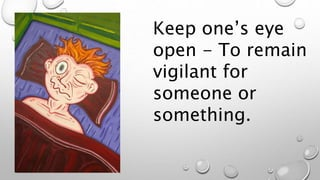 Keep one’s eye
open – To remain
vigilant for
someone or
something.